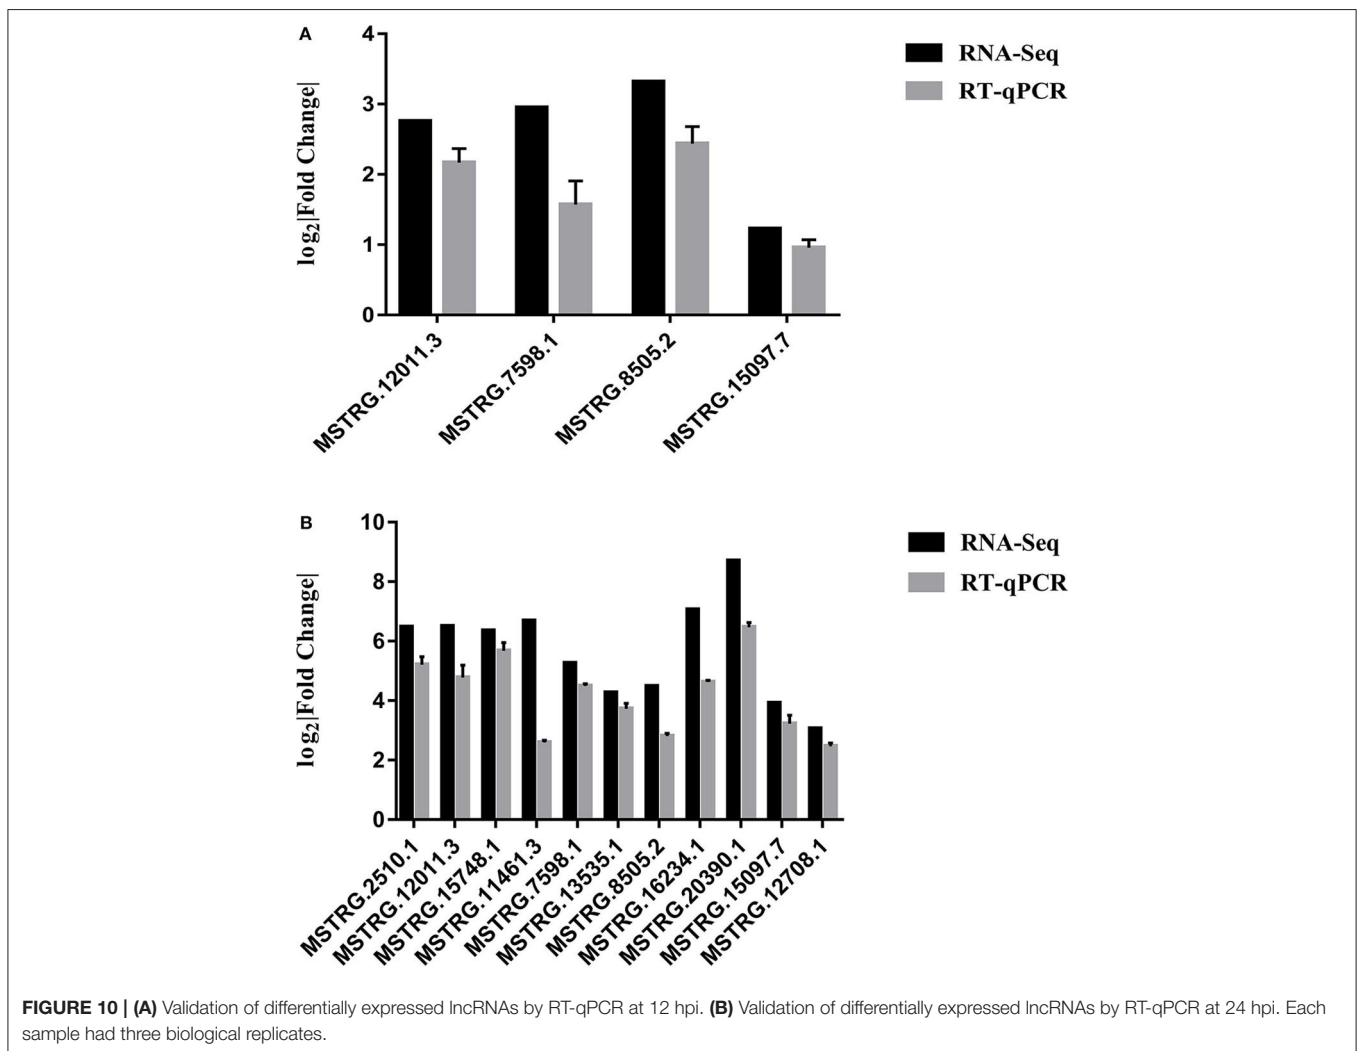 A
4
3
2
1
0
log2|Fold Change|
RNA-Seq
RT-qPCR
MSTRG.12011.3
MSTRG.7598.1
MSTRG.8505.2
MSTRG.15097.7
B
10
8
6
4
2
0
log2|Fold Change|
RNA-Seq
RT-qPCR
MSTRG.2510.1
MSTRG.12011.3
MSTRG.15748.1
MSTRG.11461.3
MSTRG.7598.1
MSTRG.13535.1
MSTRG.8505.2
MSTRG.16234.1
MSTRG.20390.1
MSTRG.15097.7
MSTRG.12708.1
FIGURE 10 | (A) Validation of differentially expressed lncRNAs by RT-qPCR at 12 hpi. (B) Validation of differentially expressed lncRNAs by RT-qPCR at 24 hpi. Each
sample had three biological replicates.